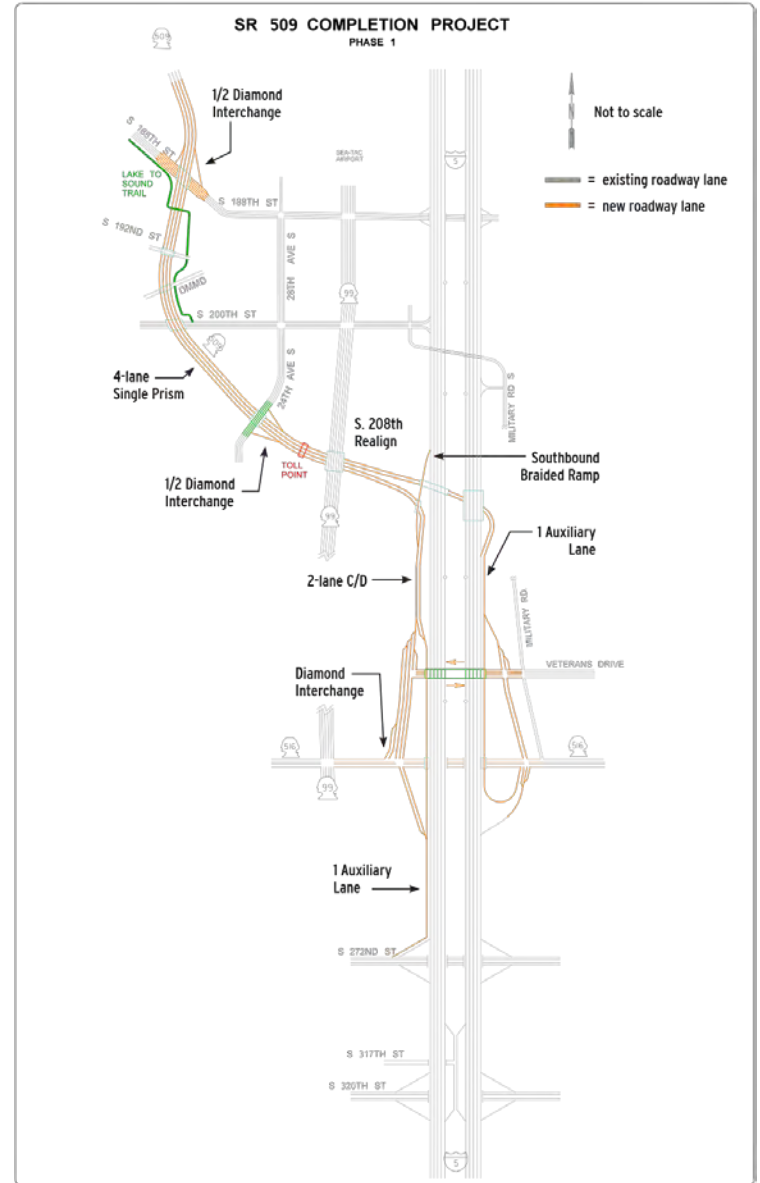 SR 509 COMPLETION PROJECT
PHASE 1
509
1/2 Diamond
Interchange
N
Not to scale
S 188TH ST
SEA-TAC
AIRPORT
5
LAKE TO
SOUND
TRAIL
= existing roadway lane
= new roadway lane
S 188TH ST
S 192ND ST
28TH AVE S
DMMD
99
S 200TH ST
509
4-lane
Single Prism
24TH AVE S
MILITARY RD S
S. 208th
Realign
Southbound
Braided Ramp
TOLL
POINT
1/2 Diamond
Interchange
99
1 Auxiliary
Lane
2-lane C/D
MILITARY RD.
VETERANS DRIVE
Diamond
Interchange
516
516
99
1 Auxiliary
Lane
S 272ND ST
S 317TH ST
S 320TH ST
5